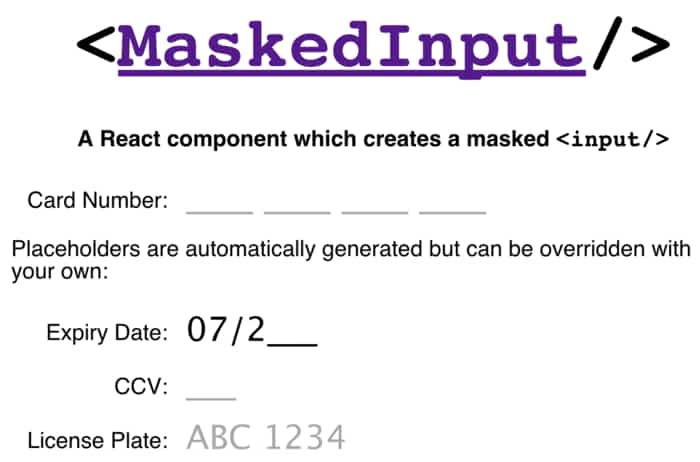 <MaskedInput/>
A React component which creates a masked <input/>
Card Number: ____ ____ ____ ____
Placeholders are automatically generated but can be overridden with
your own:
Expiry Date: 07/2___
CCV: ___
License Plate: ABC 1234